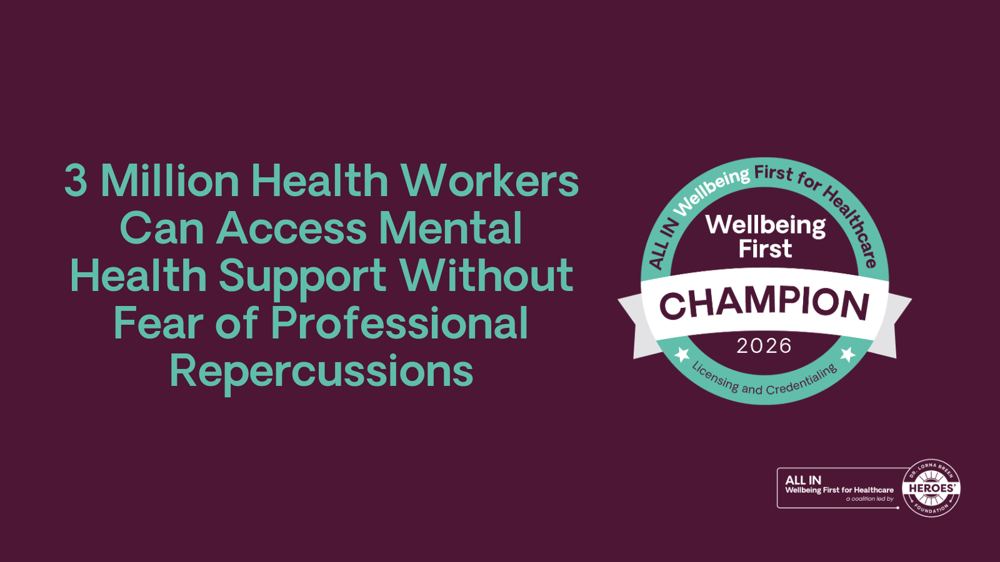 3 Million Health Workers
Can Access Mental
Health Support Without
Fear of Professional
Repercussions
ALL IN Wellbeing First for Healthcare
Wellbeing
First
CHAMPION
2026
Licensing and Credentialing
ALL IN
Wellbeing First for Healthcare
a coalition led by
DR. LORNA BREEN
HEROES'
FOUNDATION